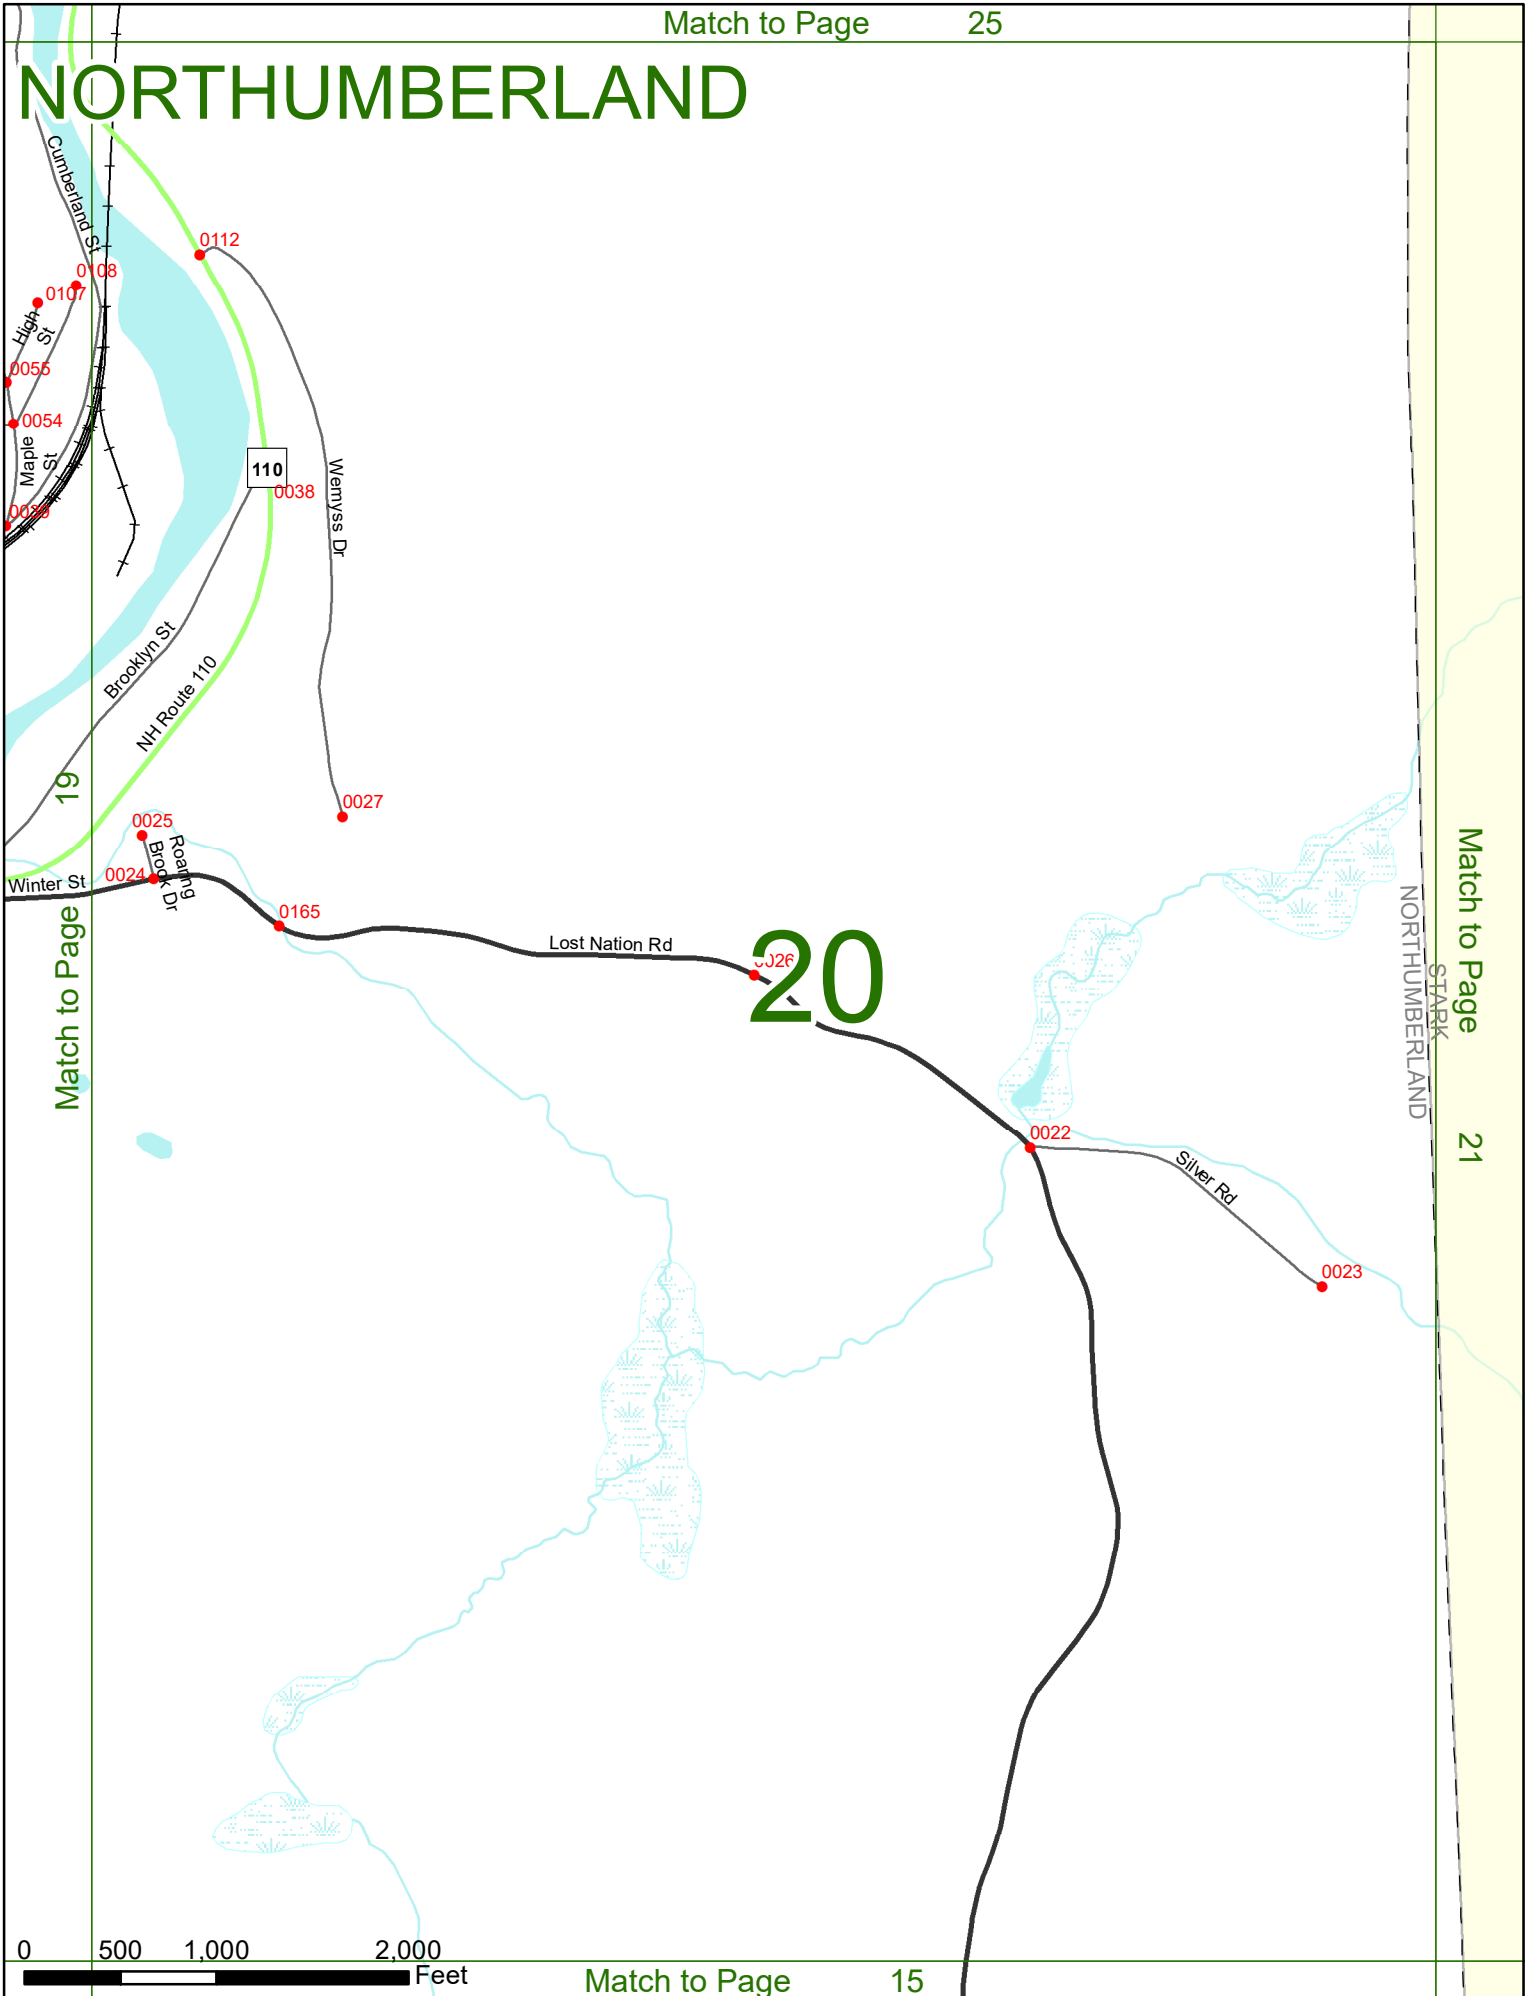 Match to Page 25
NORTHUMBERLAND
Cumberland St
0112
0108
0107
High St
0055
0054
Maple St
110
0038
0039
Wemyss Dr
Brooklyn St
NH Route 110
Match to Page 19
0027
0025
Roaring Brook Dr
0024
Winter St
0165
Lost Nation Rd
0026
20
Match to Page 21
STARK
NORTHUMBERLAND
0022
Silver Rd
0023
0 500 1,000 2,000
Feet
Match to Page 15